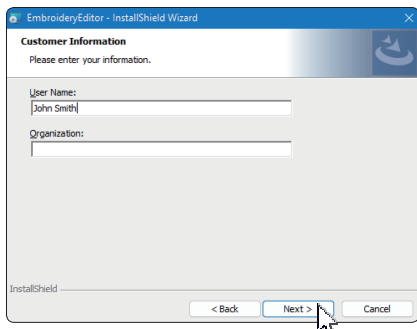 EmbroideryEditor - InstallShield Wizard
Customer Information
Please enter your information.
User Name:
John Smith
Organization:
InstallShield
< Back
Next >
Cancel